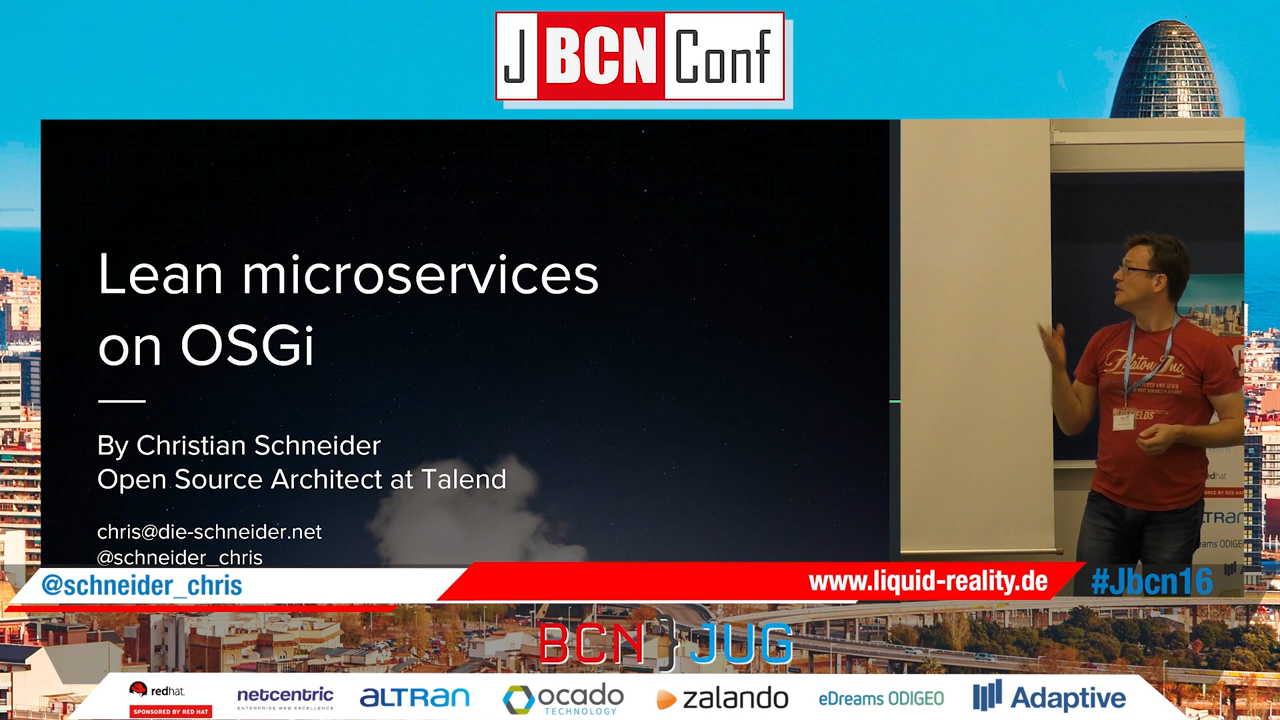 J BCN Conf
Lean microservices
on OSGi
By Christian Schneider
Open Source Architect at Talend
chris@die-schneider.net
@schneider_chris
@schneider_chris
www.liquid-reality.de
#Jbcn16
BCN JUG
redhat.
SPONSORED BY RED HAT
netcentric
ENTERPRISE WEB EXCELLENCE
ALTRAN
ocado
TECHNOLOGY
zalando
eDreams ODIGEO
Adaptive